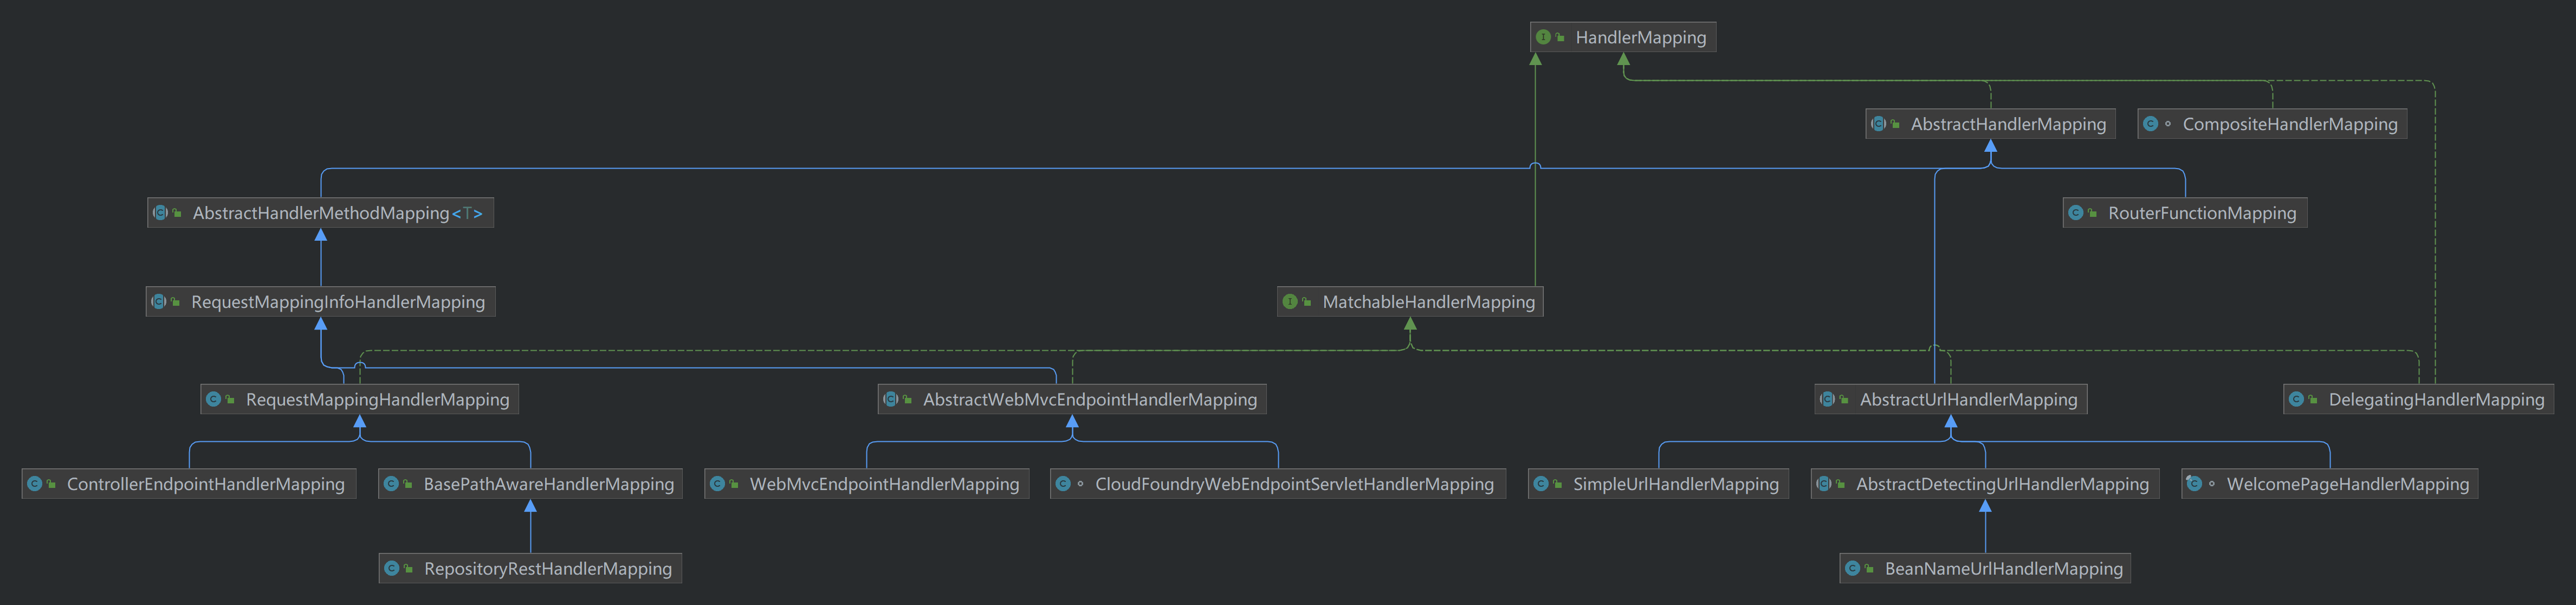 HandlerMapping
AbstractHandlerMapping
CompositeHandlerMapping
AbstractHandlerMethodMapping<T>
RouterFunctionMapping
RequestMappingInfoHandlerMapping
MatchableHandlerMapping
RequestMappingHandlerMapping
AbstractWebMvcEndpointHandlerMapping
AbstractUrlHandlerMapping
DelegatingHandlerMapping
ControllerEndpointHandlerMapping
BasePathAwareHandlerMapping
WebMvcEndpointHandlerMapping
CloudFoundryWebEndpointServletHandlerMapping
SimpleUrlHandlerMapping
AbstractDetectingUrlHandlerMapping
WelcomePageHandlerMapping
RepositoryRestHandlerMapping
BeanNameUrlHandlerMapping